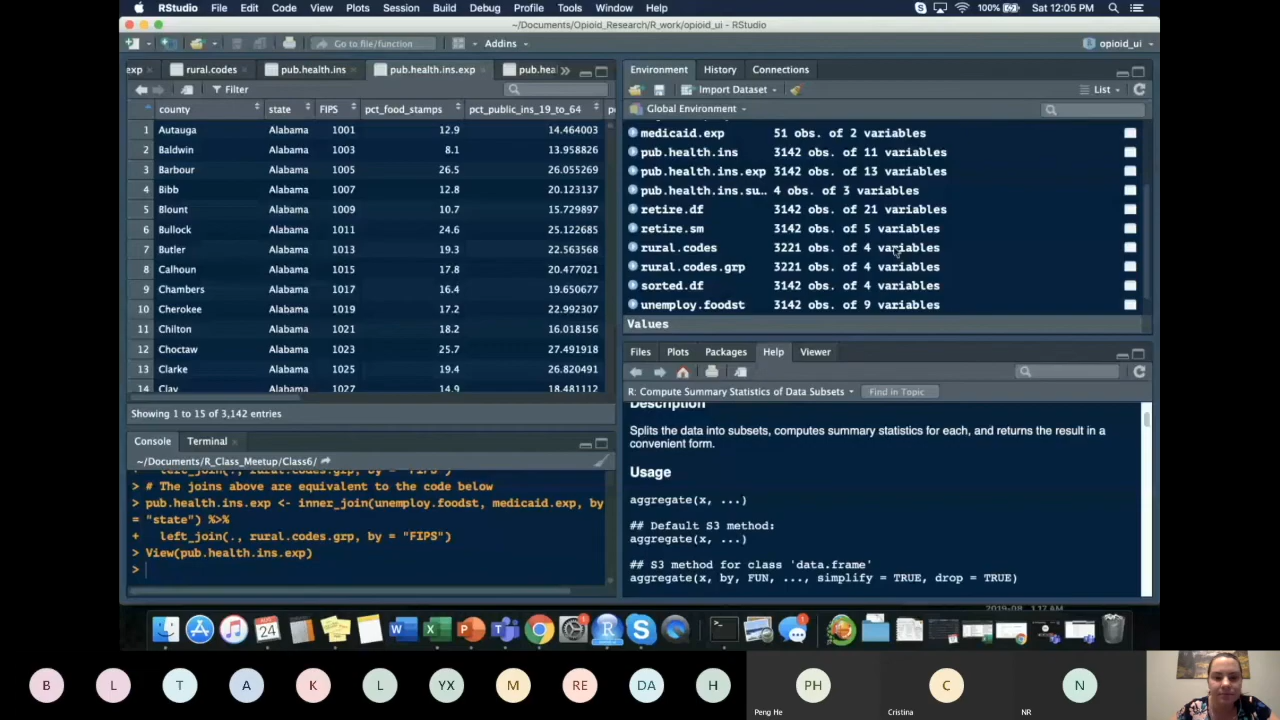 RStudio File Edit Code View Plots Session Build Debug Profile Tools Window Help 100% Sat 12:05 PM
~/Documents/Opioid_Research/R_work/opioid_ui - RStudio
Go to file/function Addins opioid_ui
exp rural.codes pub.health.ins pub.health.ins.exp pub.hea
Filter
county state FIPS pct_food_stamps pct_public_ins_19_to_64
1 Autauga Alabama 1001 12.9 14.464003
2 Baldwin Alabama 1003 8.1 13.958826
3 Barbour Alabama 1005 26.5 26.055269
4 Bibb Alabama 1007 12.8 20.123137
5 Blount Alabama 1009 10.7 15.729897
6 Bullock Alabama 1011 24.6 25.122685
7 Butler Alabama 1013 19.3 22.563568
8 Calhoun Alabama 1015 17.8 20.477021
9 Chambers Alabama 1017 16.4 19.650677
10 Cherokee Alabama 1019 17.2 22.992307
11 Chilton Alabama 1021 18.2 16.018156
12 Choctaw Alabama 1023 25.7 27.491918
13 Clarke Alabama 1025 19.4 26.820491
14 Clay Alabama 1027 14.9 18.481112
Showing 1 to 15 of 3,142 entries
Console Terminal
~/Documents/R_Class_Meetup/Class6/
+ left_join(., rural.codes.grp, by = "FIPS")
> # The joins above are equivalent to the code below
> pub.health.ins.exp <- inner_join(unemploy.foodst, medicaid.exp, by
= "state") %>%
+ left_join(., rural.codes.grp, by = "FIPS")
> View(pub.health.ins.exp)
>
Environment History Connections
Import Dataset List
Global Environment
medicaid.exp 51 obs. of 2 variables
pub.health.ins 3142 obs. of 11 variables
pub.health.ins.exp 3142 obs. of 13 variables
pub.health.ins.su… 4 obs. of 3 variables
retire.df 3142 obs. of 21 variables
retire.sm 3142 obs. of 5 variables
rural.codes 3221 obs. of 4 variables
rural.codes.grp 3221 obs. of 4 variables
sorted.df 3142 obs. of 4 variables
unemploy.foodst 3142 obs. of 9 variables
Values
Files Plots Packages Help Viewer
R: Compute Summary Statistics of Data Subsets Find in Topic
Description
Splits the data into subsets, computes summary statistics for each, and returns the result in a
convenient form.
Usage
aggregate(x, ...)
## Default S3 method:
aggregate(x, ...)
## S3 method for class 'data.frame'
aggregate(x, by, FUN, ..., simplify = TRUE, drop = TRUE)
2019-08 1.17 AM
AUG
24
B L T A K L YX M RE DA H PH C N
Peng He Cristina NR